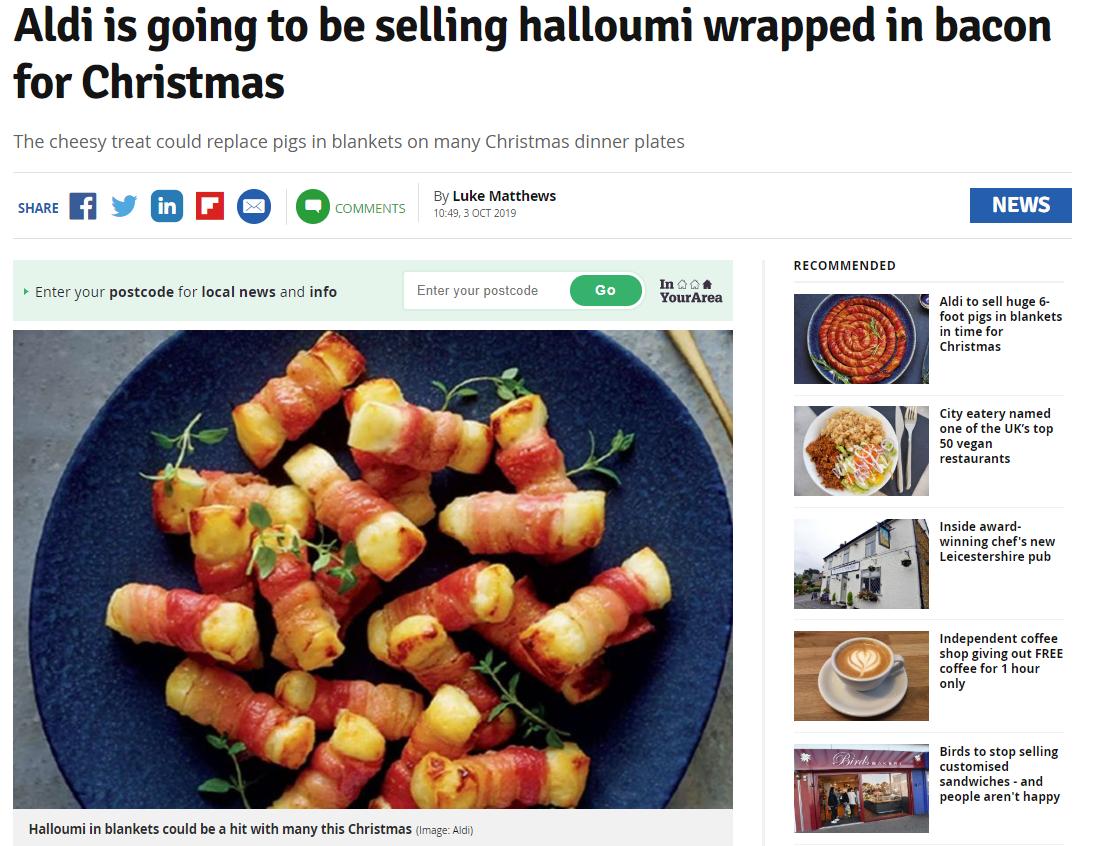 Aldi is going to be selling halloumi wrapped in bacon
for Christmas
The cheesy treat could replace pigs in blankets on many Christmas dinner plates
SHARE
in
COMMENTS
By Luke Matthews
10:49, 3 OCT 2019
NEWS
Enter your postcode for local news and info
Enter your postcode
Go
In
YourArea
Halloumi in blankets could be a hit with many this Christmas (Image: Aldi)
RECOMMENDED
Aldi to sell huge 6-
foot pigs in blankets
in time for
Christmas
City eatery named
one of the UK's top
50 vegan
restaurants
Inside award-
winning chef's new
Leicestershire pub
Independent coffee
shop giving out FREE
coffee for 1 hour
only
Birds
Birds to stop selling
customised
sandwiches - and
people aren't happy